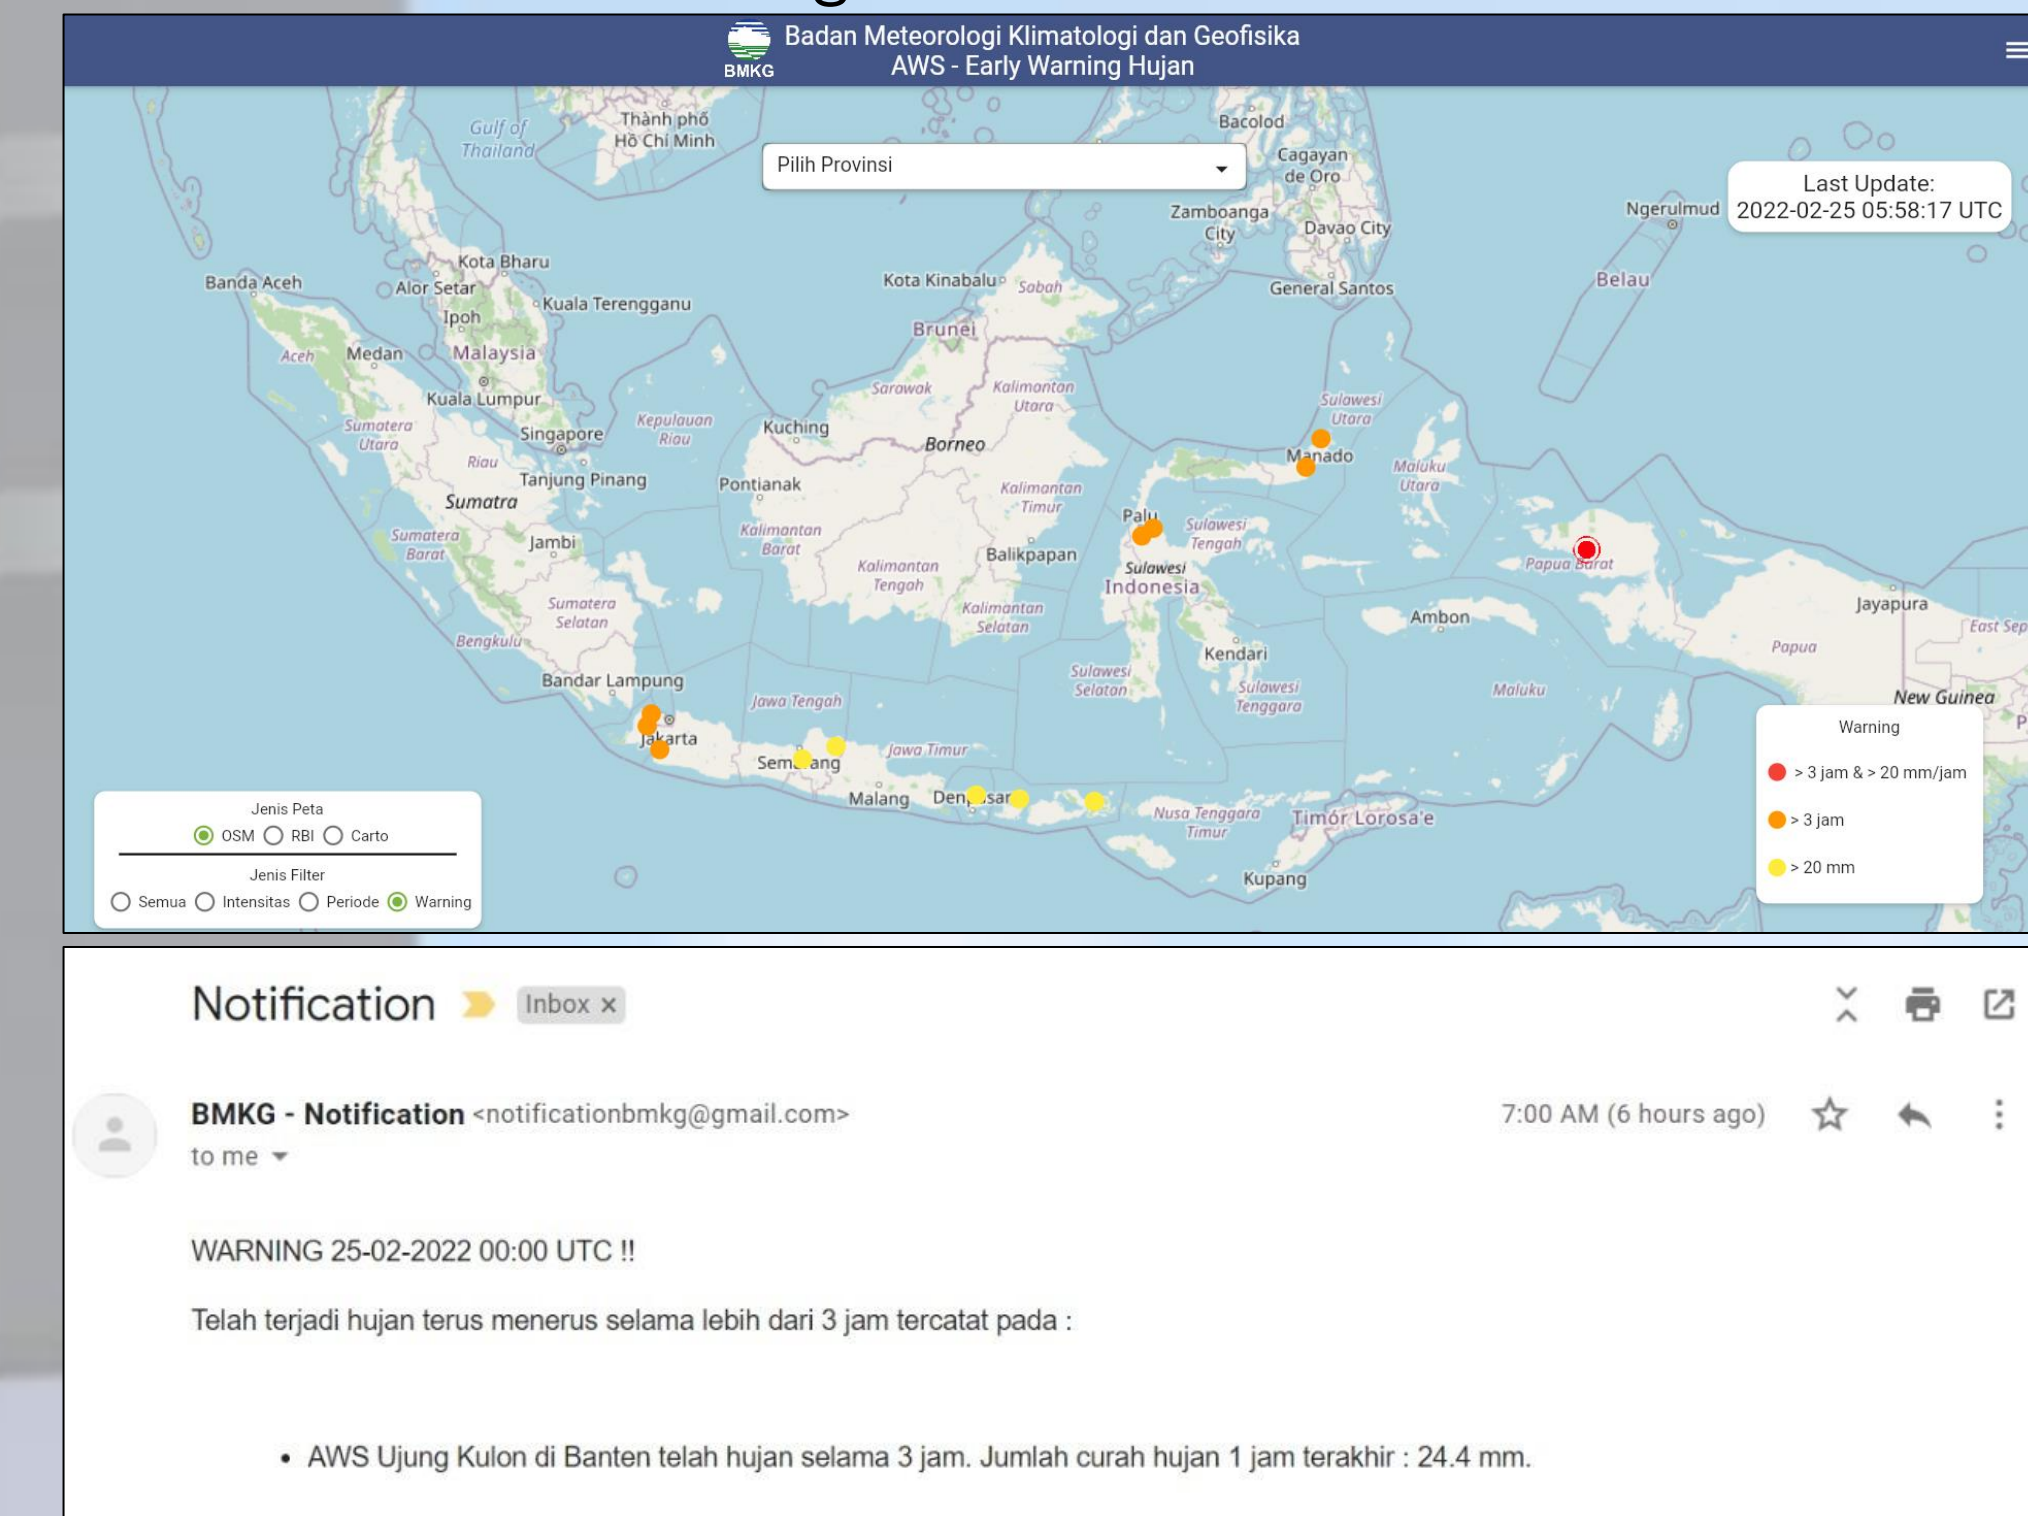 Badan Meteorologi Klimatologi dan Geofisika
AWS - Early Warning Hujan
BMKG
Gulf of
Thailand
Thành phố
Hồ Chí Minh
Bacolod
Pilih Provinsi
Cagayan
de Oro
Last Update:
2022-02-25 05:58:17 UTC
Ngerulmud
Zamboanga
City
Davao City
Kota Bharu
Banda Aceh
Alor Setar
Kota Kinabalu
Sabah
General Santos
Belau
Kuala Terengganu
Ipoh
Brunei
Aceh
Medan
Malaysia
Kuala Lumpur
Sarawak
Kalimantan
Utara
Sulawesi
Utara
Sumatera
Utara
Singapore
Kepulauan
Riau
Kuching
Borneo
Riau
Manado
Maluku
Utara
Tanjung Pinang
Pontianak
Kalimantan
Timur
Sumatra
Palu
Sulawesi
Tengah
Sumatera
Barat
Jambi
Kalimantan
Barat
Balikpapan
Kalimantan
Tengah
Sulawesi
Indonesia
Papua Barat
Sumatera
Selatan
Kalimantan
Selatan
Ambon
Jayapura
Bengkulu
Kendari
Papua
East Sep
Bandar Lampung
Sulawesi
Selatan
Sulawesi
Tenggara
Maluku
New Guinea
Jawa Tengah
Jakarta
Semarang
Jawa Timur
Malang
Denpasar
Nusa Tenggara
Timur
Timór Lorosa'e
Kupang
P
Warning
> 3 jam & > 20 mm/jam
> 3 jam
> 20 mm
Jenis Peta
OSM RBI Carto
Jenis Filter
Semua Intensitas Periode Warning
Notification Inbox ×
BMKG - Notification <notificationbmkg@gmail.com> 7:00 AM (6 hours ago)
to me
WARNING 25-02-2022 00:00 UTC !!
Telah terjadi hujan terus menerus selama lebih dari 3 jam tercatat pada :
• AWS Ujung Kulon di Banten telah hujan selama 3 jam. Jumlah curah hujan 1 jam terakhir : 24.4 mm.